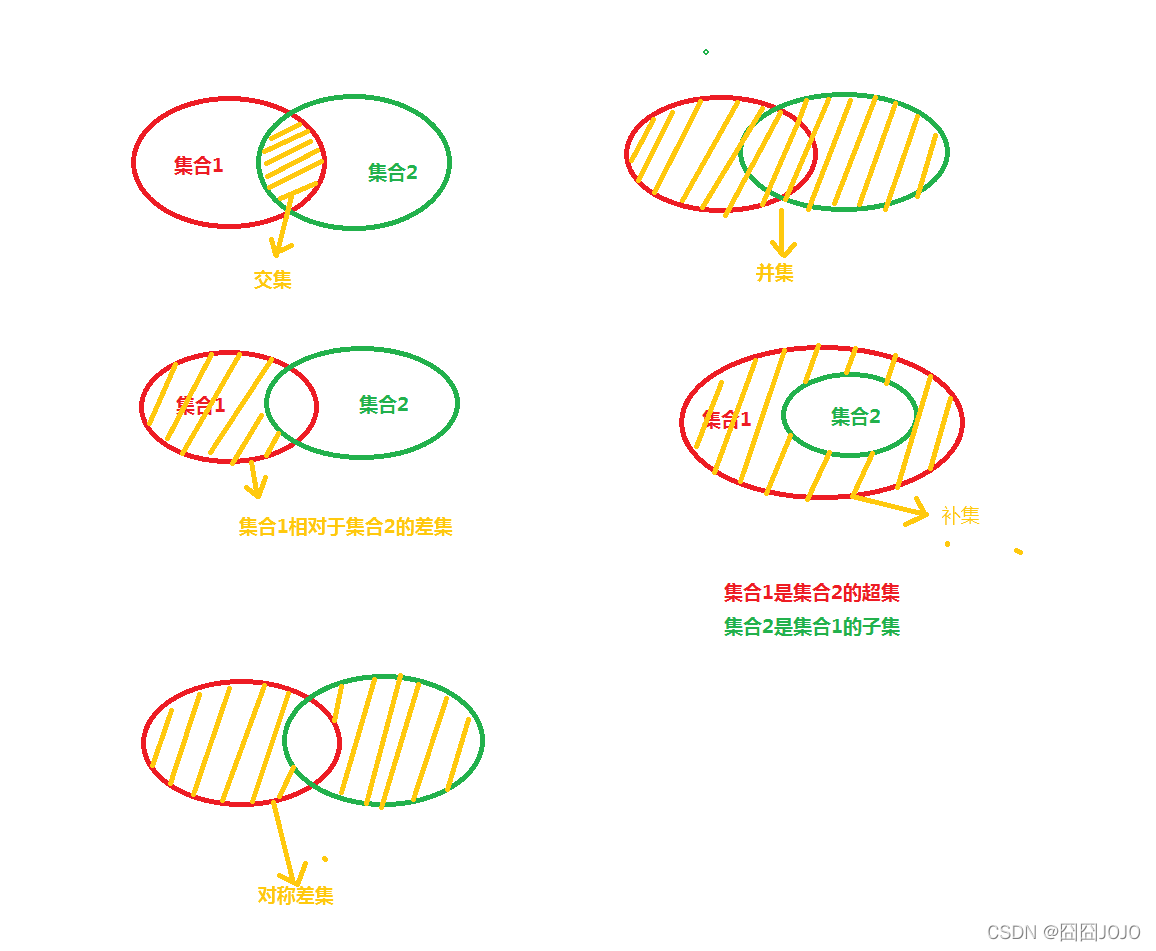 集合1
集合2
交集
并集
集合1
集合2
集合1相对于集合2的差集
集合1
集合2
补集
集合1是集合2的超集
集合2是集合1的子集
对称差集
CSDN @囧囧JOJO